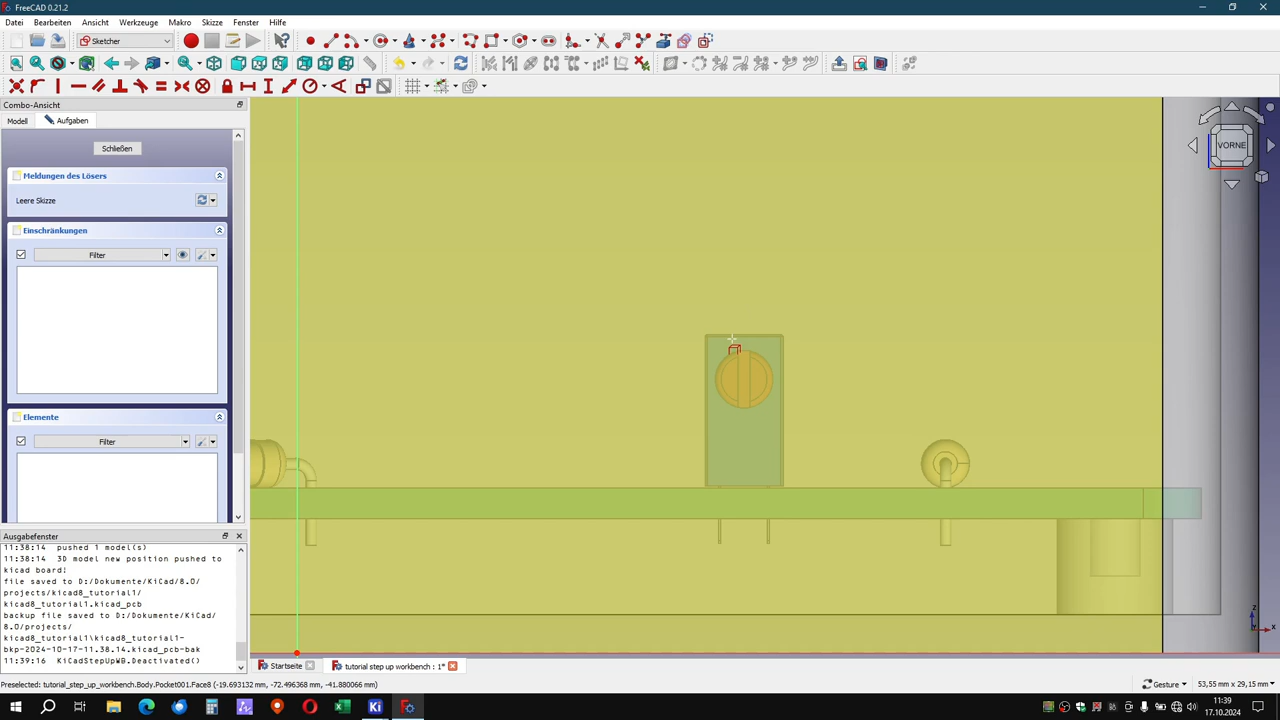 FreeCAD 0.21.2
Datei Bearbeiten Ansicht Werkzeuge Makro Skizze Fenster Hilfe
Sketcher
Combo-Ansicht
Modell Aufgaben
Schließen
Meldungen des Lösers
Leere Skizze
Einschränkungen
Filter
Elemente
Filter
Ausgabefenster
11:38:14 pushed 1 model(s)
11:38:14 3D model new position pushed to
kicad board!
file saved to D:/Dokumente/KiCad/8.0/
projects/kicad8_tutorial1/
kicad8_tutorial1.kicad_pcb
backup file saved to D:/Dokumente/KiCad/
8.0/projects/
kicad8_tutorial1\kicad8_tutorial1-
bkp-2024-10-17-11.38.14.kicad_pcb-bak
11:39:16 KiCadStepUpWB.Deactivated()
VORNE
Z
X
Startseite tutorial step up workbench : 1*
Preselected: tutorial_step_up_workbench.Body.Pocket001.Face8 (-19.693132 mm, -72.496368 mm, -41.880066 mm)
Gesture 53,55 mm x 29,15 mm
Ki
11:39
17.10.2024